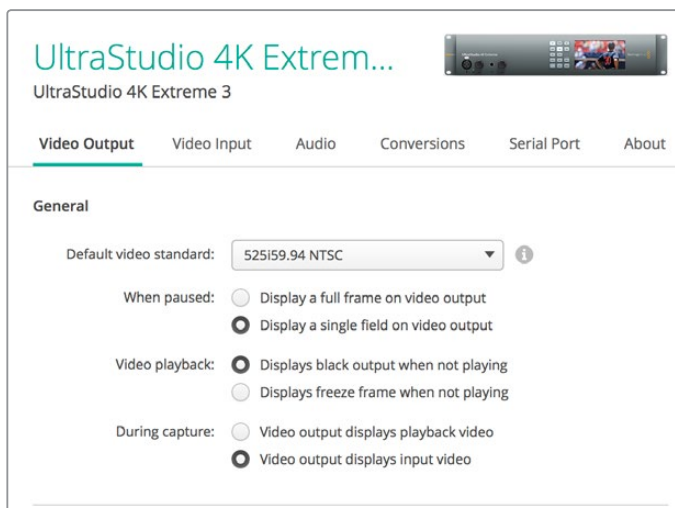 UltraStudio 4K Extrem...
UltraStudio 4K Extreme 3
Video Output Video Input Audio Conversions Serial Port About
General
Default video standard: 525i59.94 NTSC
When paused: Display a full frame on video output
Display a single field on video output
Video playback: Displays black output when not playing
Displays freeze frame when not playing
During capture: Video output displays playback video
Video output displays input video